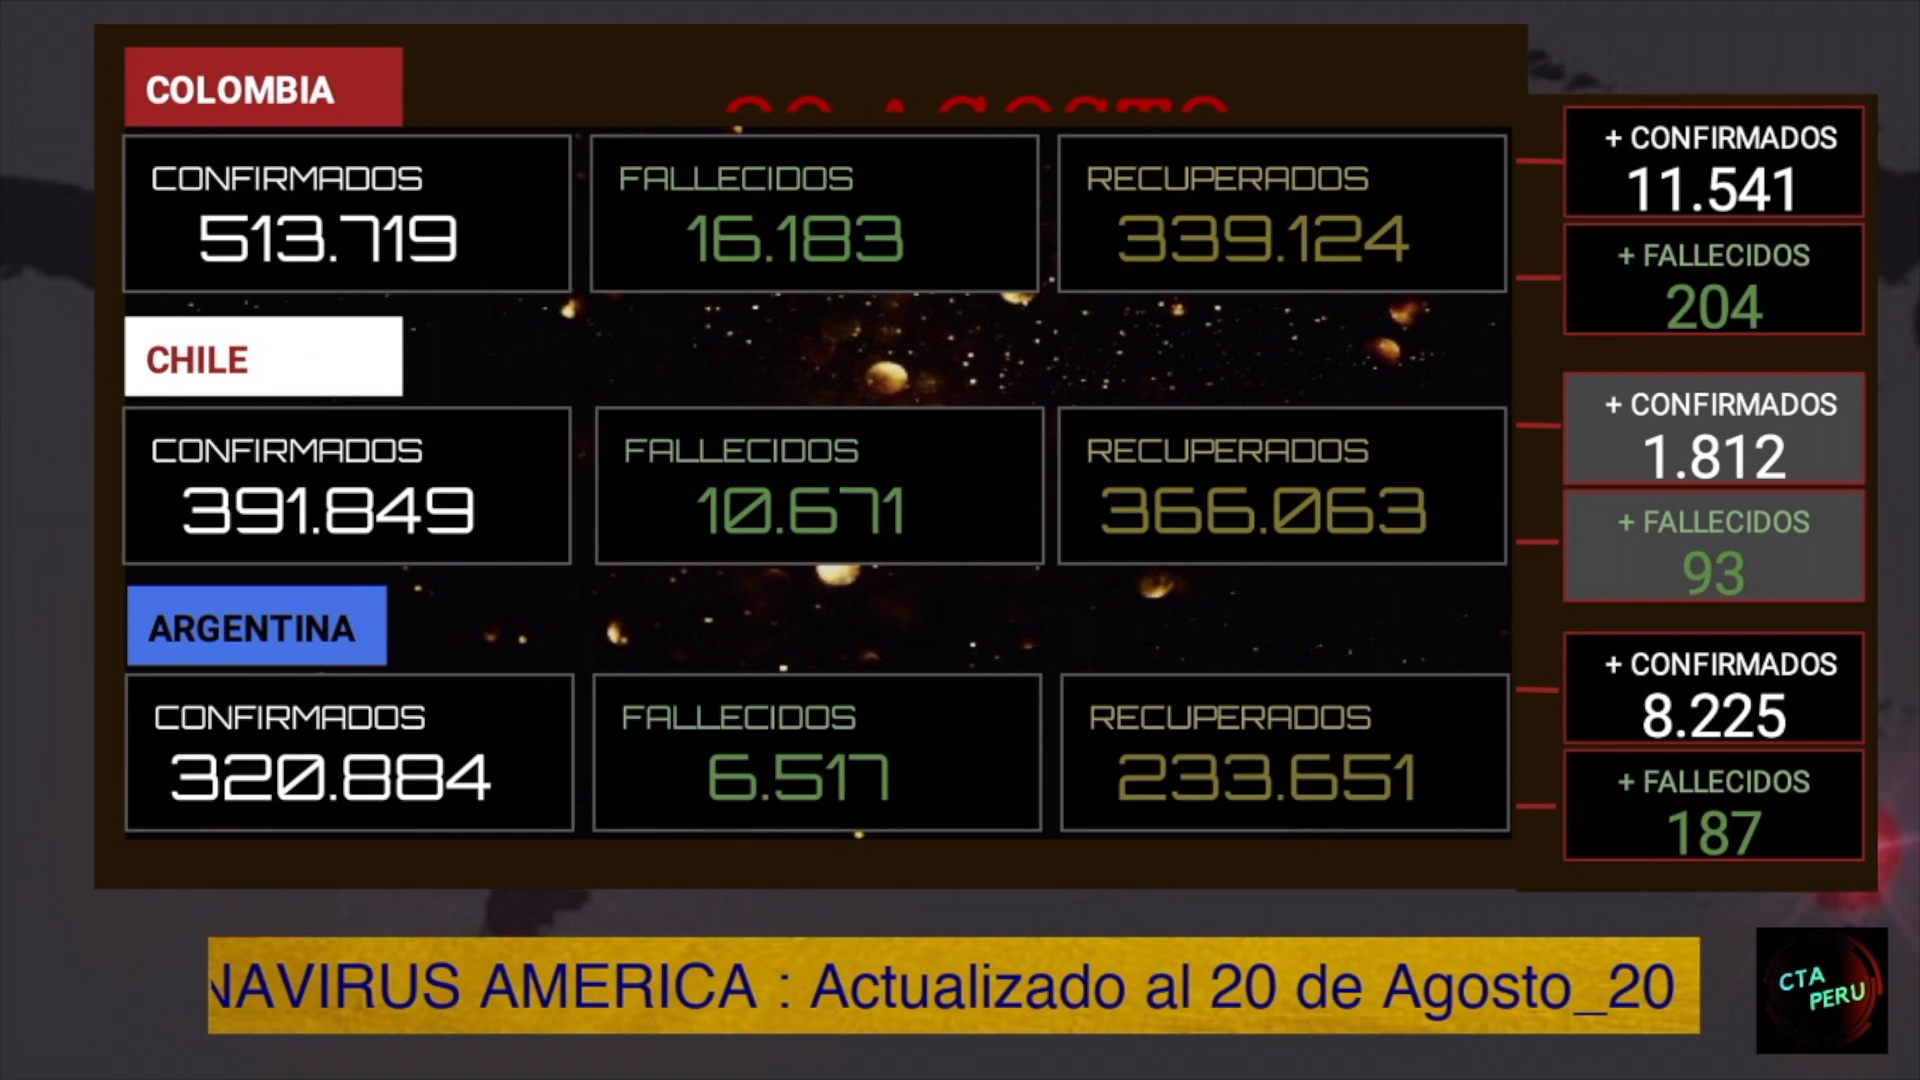 COLOMBIA
CONFIRMADOS
513.719
FALLECIDOS
16.183
RECUPERADOS
339.124
+ CONFIRMADOS
11.541
+ FALLECIDOS
204
CHILE
CONFIRMADOS
391.849
FALLECIDOS
10.671
RECUPERADOS
366.063
+ CONFIRMADOS
1.812
+ FALLECIDOS
93
ARGENTINA
CONFIRMADOS
320.884
FALLECIDOS
6.517
RECUPERADOS
233.651
+ CONFIRMADOS
8.225
+ FALLECIDOS
187
NAVIRUS AMERICA : Actualizado al 20 de Agosto_20
CTA
PERU